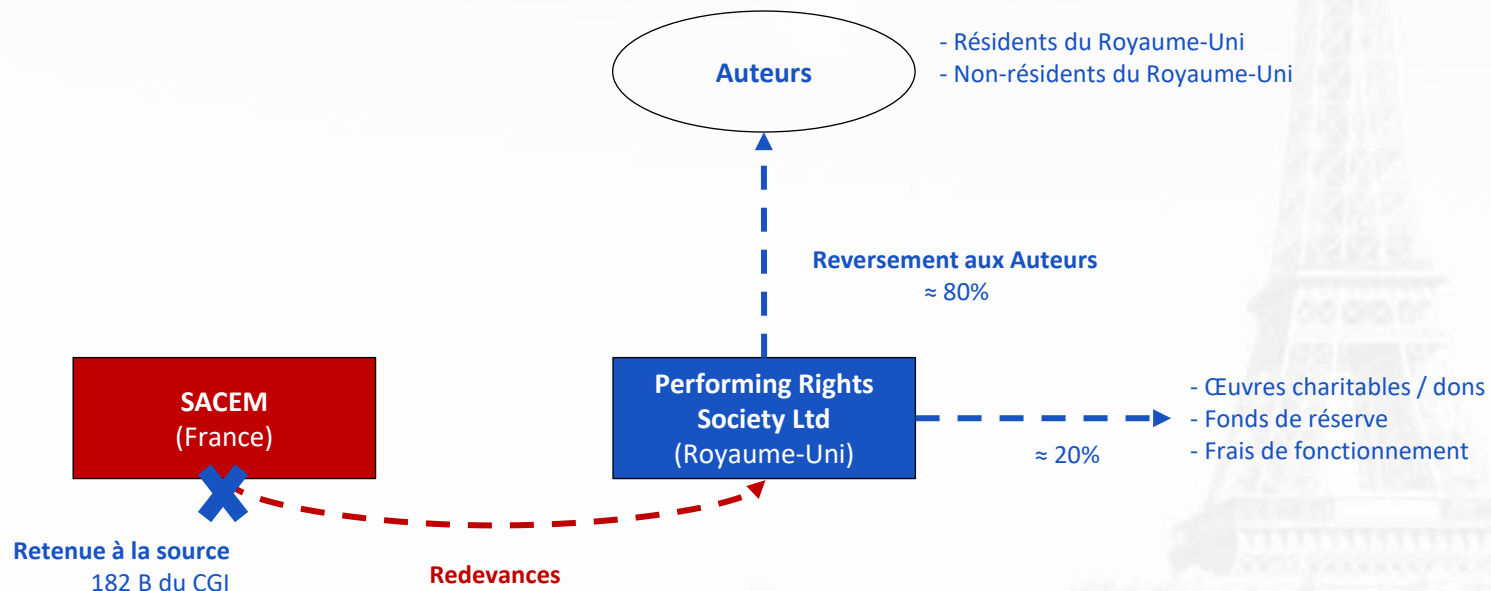 Auteurs
- Résidents du Royaume-Uni
- Non-résidents du Royaume-Uni
Reversement aux Auteurs
≈ 80%
SACEM
(France)
Performing Rights
Society Ltd
(Royaume-Uni)
≈ 20%
- Œuvres charitables / dons
- Fonds de réserve
- Frais de fonctionnement
Retenue à la source
182 B du CGI
Redevances